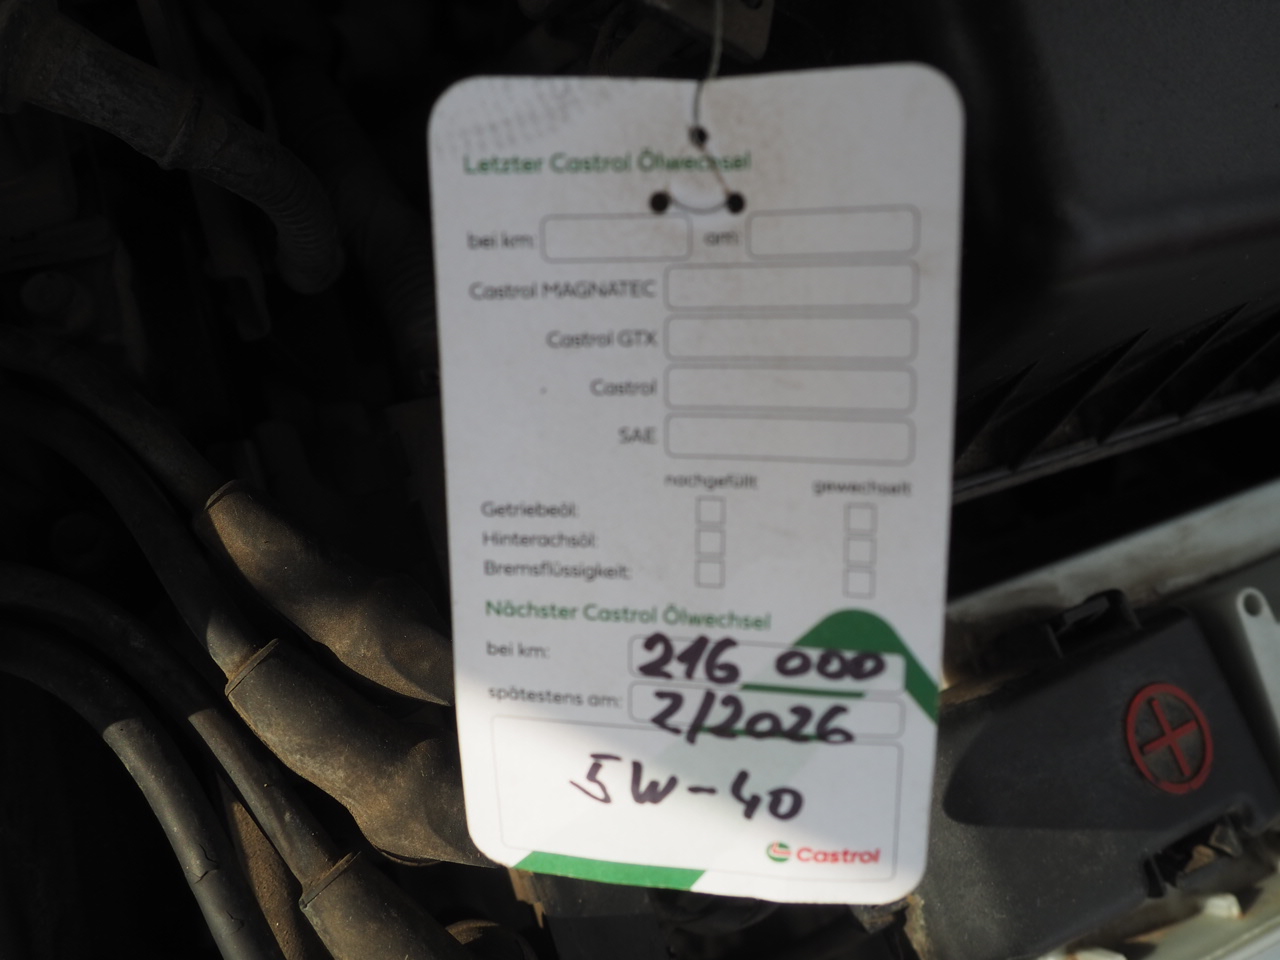 Letzter Castrol Ölwechsel
bei km: am:
Castrol MAGNATEC
Castrol GTX
Castrol
SAE
nachgefüllt gewechselt
Getriebeöl:
Hinterachsöl:
Bremsflüssigkeit:
Nächster Castrol Ölwechsel
bei km: 216 000
spätestens am: 2/2026
5W-40
Castrol